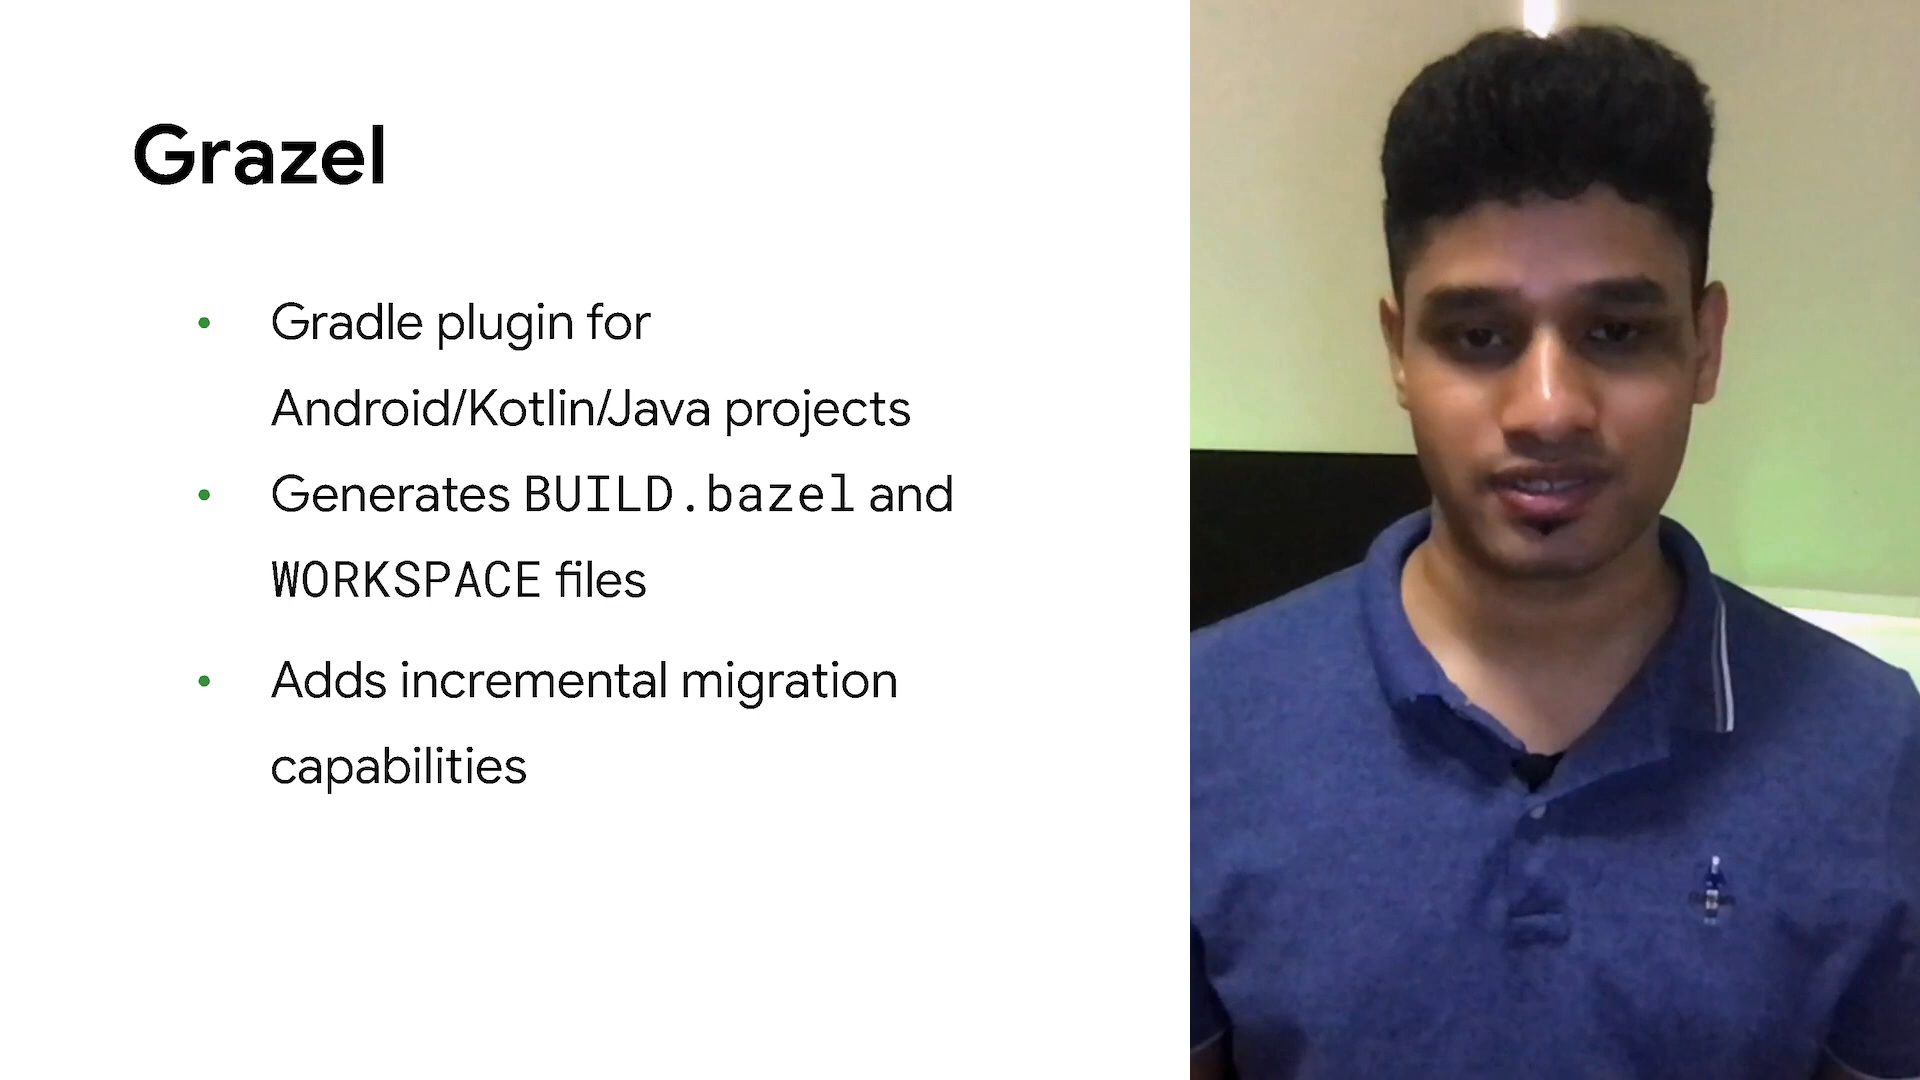 Grazel
• Gradle plugin for
Android/Kotlin/Java projects
• Generates BUILD.bazel and
WORKSPACE files
• Adds incremental migration
capabilities